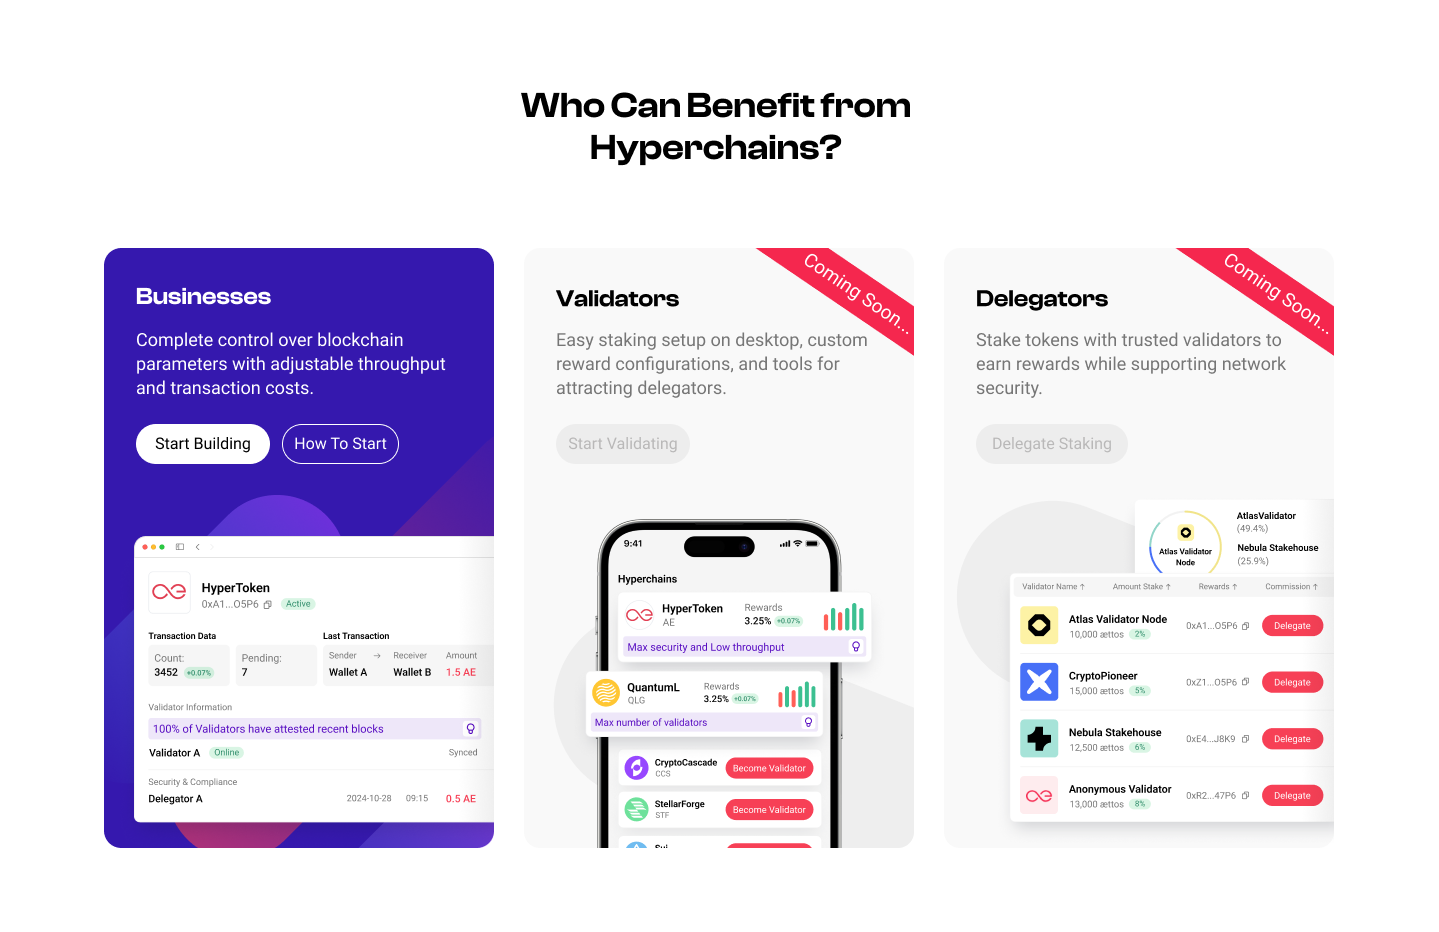 Who Can Benefit from
Hyperchains?
Businesses
Complete control over blockchain
parameters with adjustable throughput
and transaction costs.
Start Building
How To Start
HyperToken
0xA1...O5P6
Active
Transaction Data
Last Transaction
Count:
3452 +0.07%
Pending:
7
Sender → Receiver Amount
Wallet A Wallet B 1.5 AE
Validator Information
100% of Validators have attested recent blocks
Validator A Online Synced
Security & Compliance
Delegator A 2024-10-28 09:15 0.5 AE
Coming Soon...
Validators
Easy staking setup on desktop, custom
reward configurations, and tools for
attracting delegators.
Start Validating
9:41
Hyperchains
HyperToken
AE
Rewards
3.25% +0.07%
Max security and Low throughput
QuantumL
QLG
Rewards
3.25% +0.07%
Max number of validators
CryptoCascade
CCS
Become Validator
StellarForge
STF
Become Validator
Coming Soon...
Delegators
Stake tokens with trusted validators to
earn rewards while supporting network
security.
Delegate Staking
Atlas Validator
Node
AtlasValidator
(49.4%)
Nebula Stakehouse
(25.9%)
Validator Name ↑ Amount Stake ↑ Rewards ↑ Commission ↑
Atlas Validator Node
10,000 ættos 2%
0xA1...O5P6
Delegate
CryptoPioneer
15,000 ættos 5%
0xZ1...O5P6
Delegate
Nebula Stakehouse
12,500 ættos 6%
0xE4...J8K9
Delegate
Anonymous Validator
13,000 ættos 8%
0xR2...47P6
Delegate